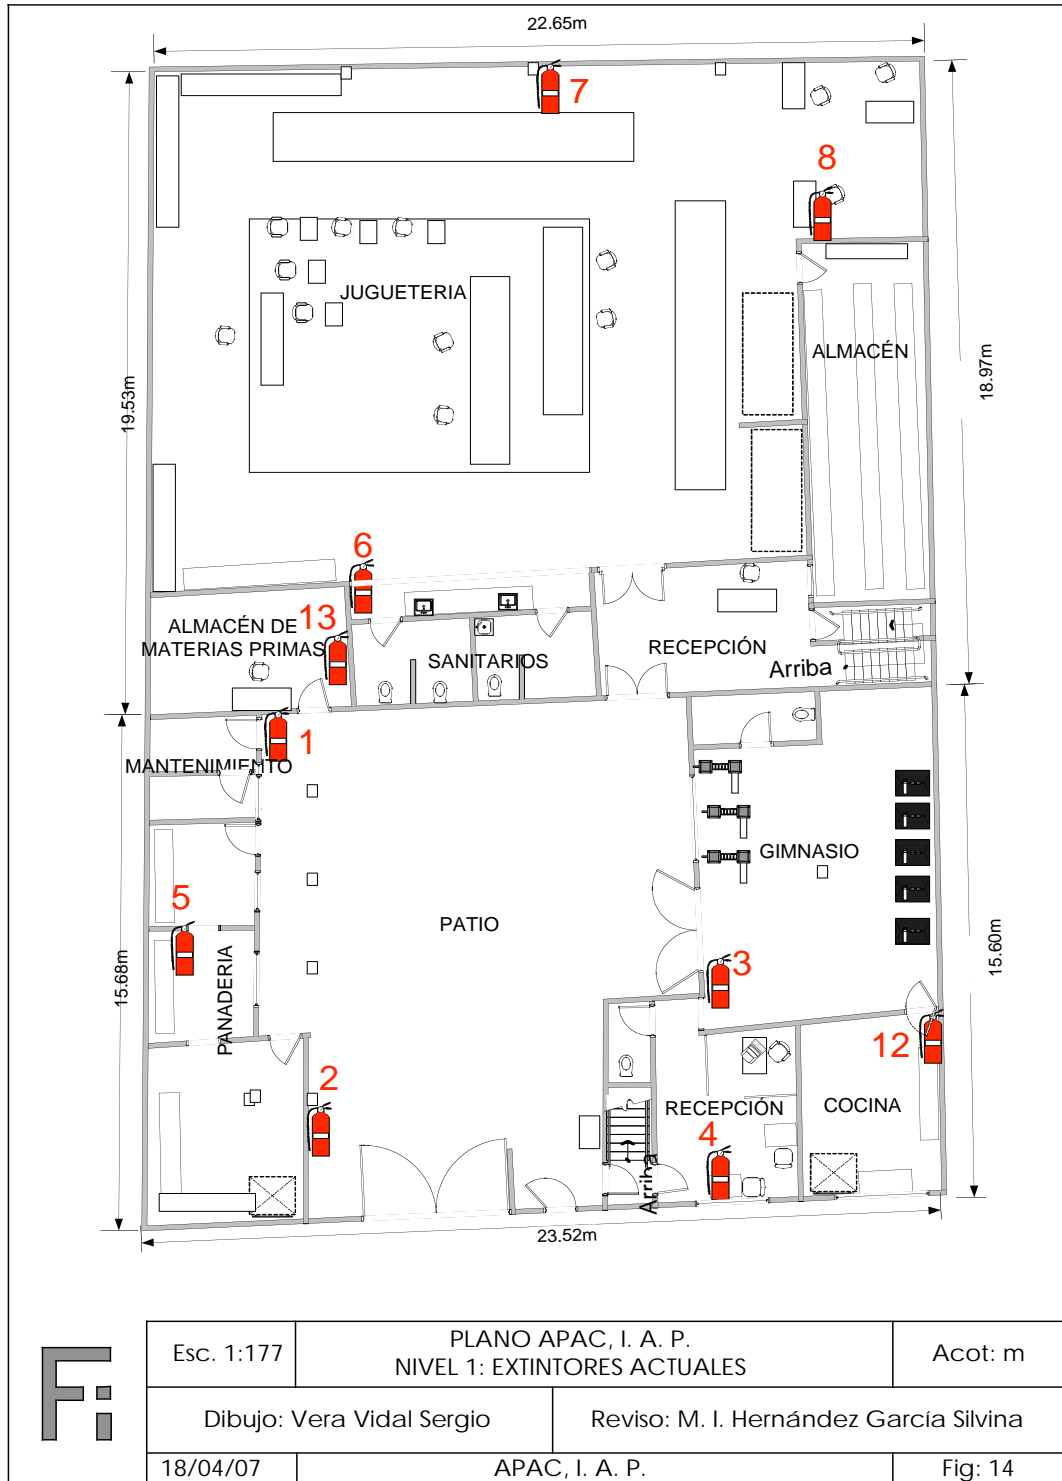 22.65m
7
8
JUGUETERIA
ALMACÉN
19.53m
18.97m
6
13
ALMACÉN DE
MATERIAS PRIMAS
SANITARIOS
RECEPCIÓN
Arriba
1
MANTENIMIENTO
GIMNASIO
5
PATIO
3
15.68m
15.60m
PANADERIA
12
2
RECEPCIÓN
COCINA
4
Arriba
23.52m
Fi
Esc. 1:177
PLANO APAC, I. A. P.
NIVEL 1: EXTINTORES ACTUALES
Acot: m
Dibujo: Vera Vidal Sergio
Reviso: M. I. Hernández García Silvina
18/04/07
APAC, I. A. P.
Fig: 14